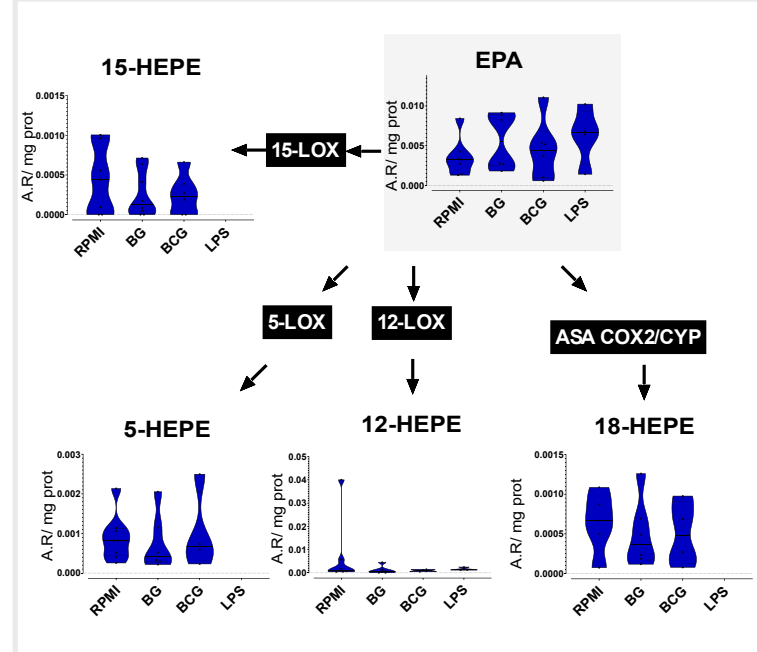 15-HEPE
A.R/ mg prot
0.0015
0.0010
0.0005
0.0000
RPMI
BG
BCG
LPS
15-LOX
EPA
A.R/ mg prot
0.010
0.005
0.000
RPMI
BG
BCG
LPS
5-LOX
12-LOX
ASA COX2/CYP
5-HEPE
A.R/ mg prot
0.003
0.002
0.001
0.000
RPMI
BG
BCG
LPS
12-HEPE
A.R/ mg prot
0.05
0.04
0.03
0.02
0.01
0.00
RPMI
BG
BCG
LPS
18-HEPE
A.R/ mg prot
0.0015
0.0010
0.0005
0.0000
RPMI
BG
BCG
LPS